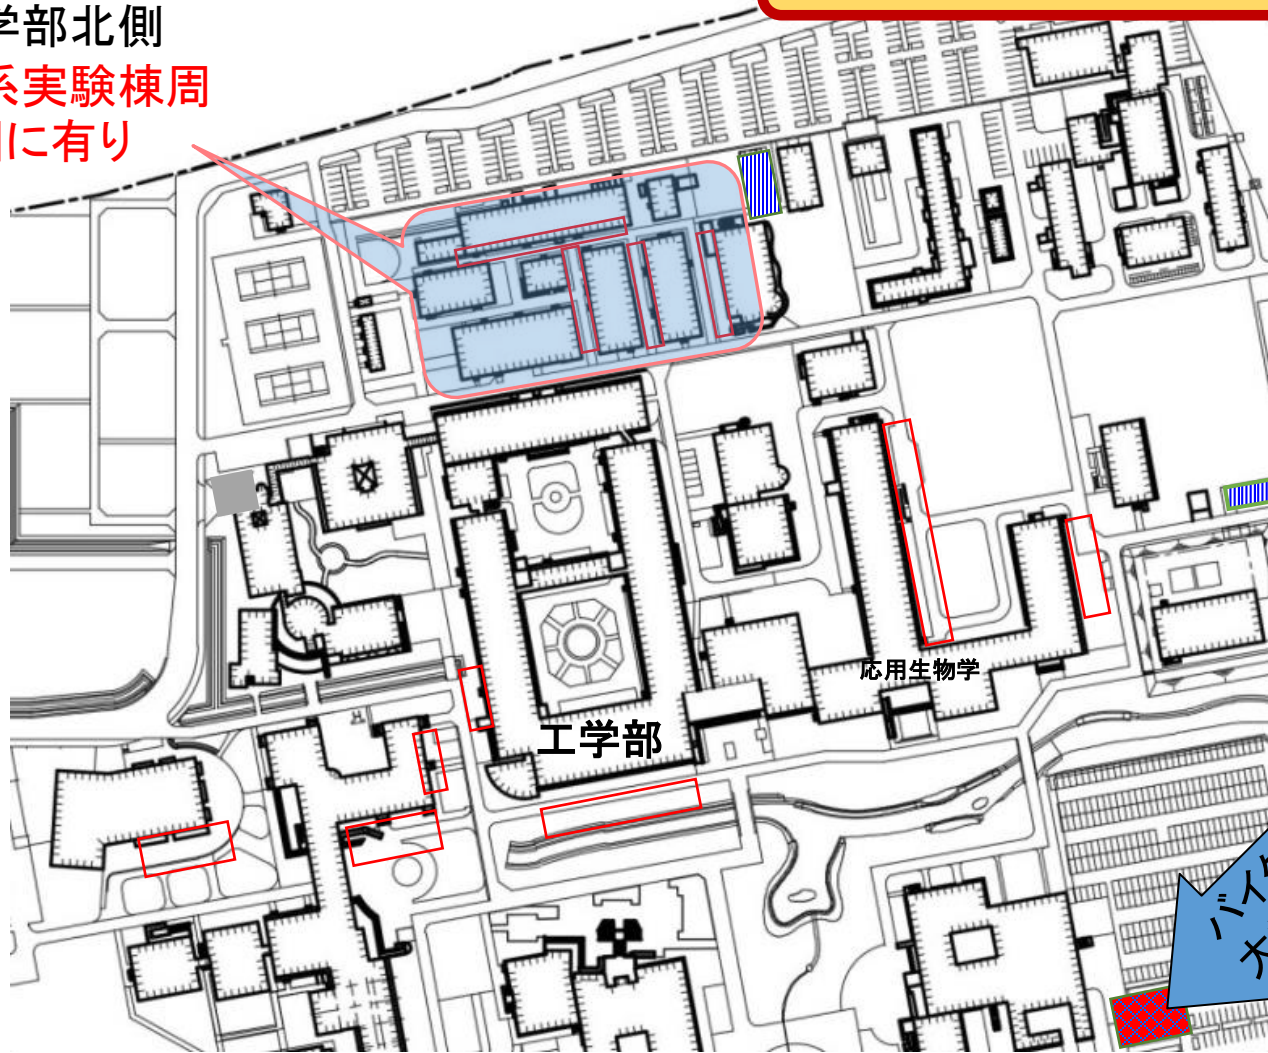 学部北側
系実験棟周
に有り
工学部
応用生物学
バイク